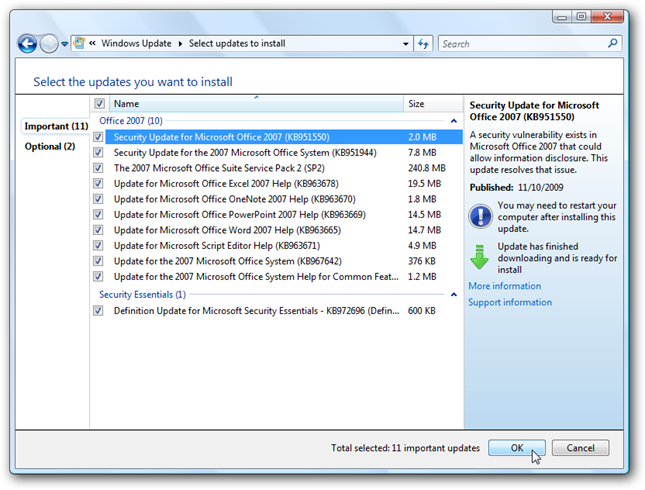 « Windows Update ▸ Select updates to install
Search
Select the updates you want to install
Important (11)
Optional (2)
Name Size
Office 2007 (10)
Security Update for Microsoft Office 2007 (KB951550) 2.0 MB
Security Update for the 2007 Microsoft Office System (KB951944) 7.8 MB
The 2007 Microsoft Office Suite Service Pack 2 (SP2) 240.8 MB
Update for Microsoft Office Excel 2007 Help (KB963678) 19.5 MB
Update for Microsoft Office OneNote 2007 Help (KB963670) 1.8 MB
Update for Microsoft Office PowerPoint 2007 Help (KB963669) 14.5 MB
Update for Microsoft Office Word 2007 Help (KB963665) 14.7 MB
Update for Microsoft Script Editor Help (KB963671) 4.9 MB
Update for the 2007 Microsoft Office System (KB967642) 376 KB
Update for the 2007 Microsoft Office System Help for Common Feat... 1.2 MB
Security Essentials (1)
Definition Update for Microsoft Security Essentials - KB972696 (Defin... 600 KB
Security Update for Microsoft
Office 2007 (KB951550)
A security vulnerability exists in
Microsoft Office 2007 that could
allow information disclosure. This
update resolves that issue.
Published: 11/10/2009
You may need to restart your
computer after installing this
update.
Update has finished
downloading and is ready for
install
More information
Support information
Total selected: 11 important updates
OK
Cancel